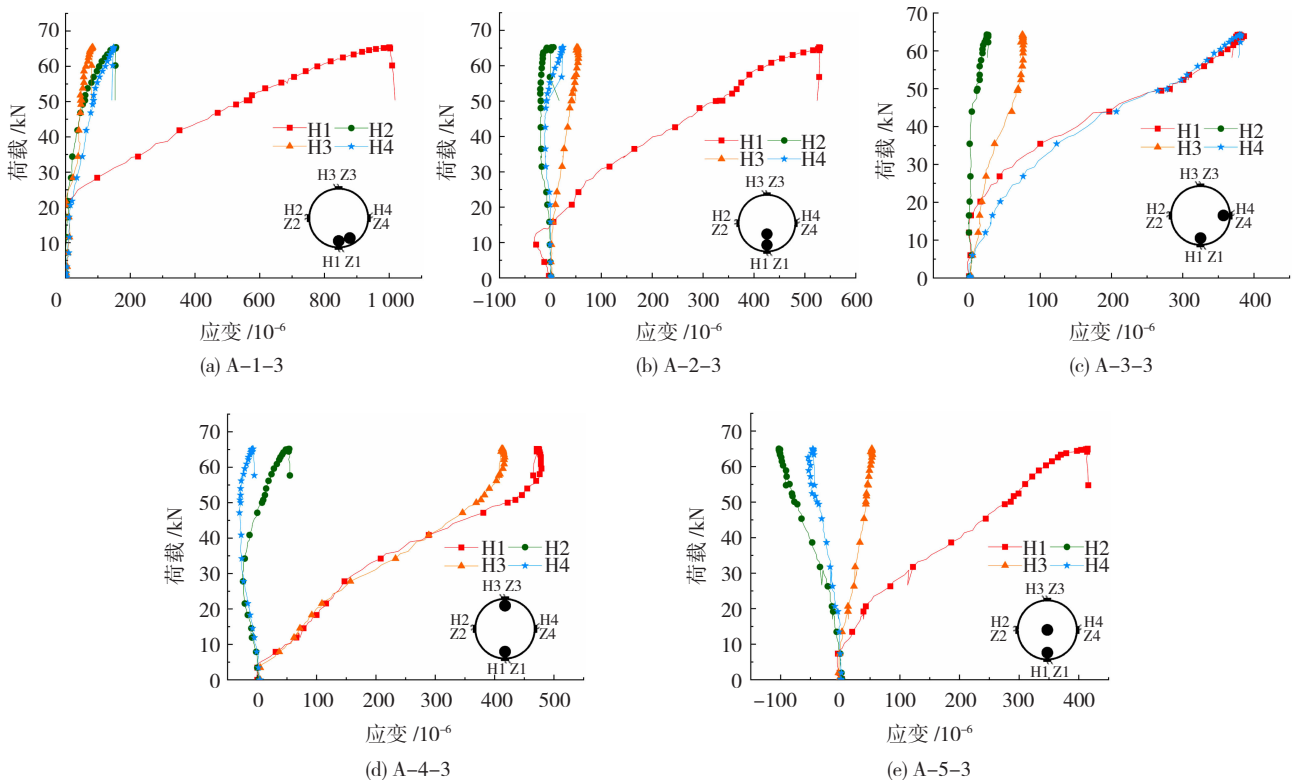 70
60
50
40
30
20
10
0
荷载 /kN
H1 H2
H3 H4
H3 Z3
H2
Z2
H4
Z4
H1 Z1
0 200 400 600 800 1 000
应变 /10⁻⁶
(a) A-1-3
70
60
50
40
30
20
10
0
荷载 /kN
H1 H2
H3 H4
H3 Z3
H2
Z2
H4
Z4
H1 Z1
−100 0 100 200 300 400 500 600
应变 /10⁻⁶
(b) A-2-3
70
60
50
40
30
20
10
0
荷载 /kN
H1 H2
H3 H4
H3 Z3
H2
Z2
H4
Z4
H1 Z1
0 100 200 300 400
应变 /10⁻⁶
(c) A-3-3
70
60
50
40
30
20
10
0
荷载 /kN
H1 H2
H3 H4
H3 Z3
H2
Z2
H4
Z4
H1 Z1
0 100 200 300 400 500
应变 /10⁻⁶
(d) A-4-3
70
60
50
40
30
20
10
0
荷载 /kN
H1 H2
H3 H4
H3 Z3
H2
Z2
H4
Z4
H1 Z1
−100 0 100 200 300 400
应变 /10⁻⁶
(e) A-5-3